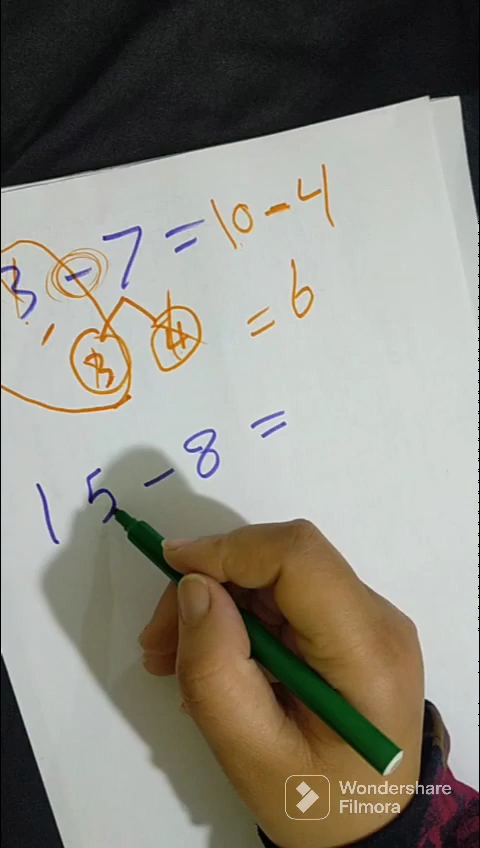 3 - 7 = 10 - 4
3 4 = 6
15 - 8 =
Wondershare
Filmora